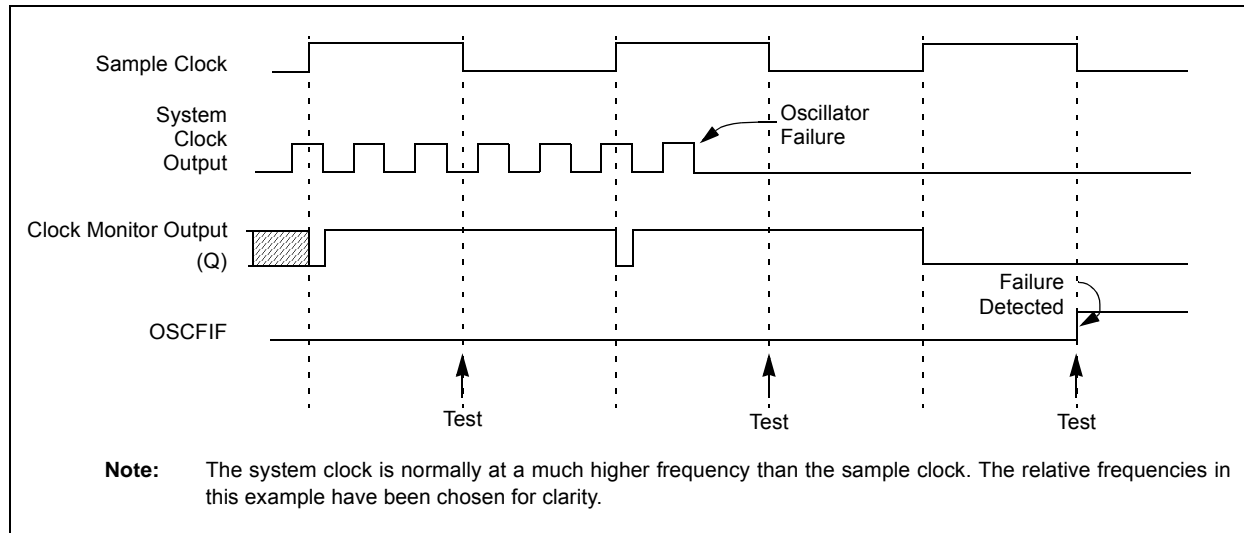 Sample Clock
System
Clock
Output
Oscillator
Failure
Clock Monitor Output
(Q)
Failure
Detected
OSCFIF
Test
Test
Test
Note: The system clock is normally at a much higher frequency than the sample clock. The relative frequencies in
this example have been chosen for clarity.